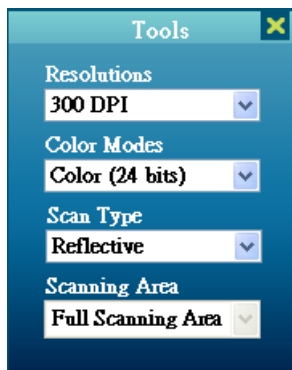 Tools
Resolutions
300 DPI
Color Modes
Color (24 bits)
Scan Type
Reflective
Scanning Area
Full Scanning Area